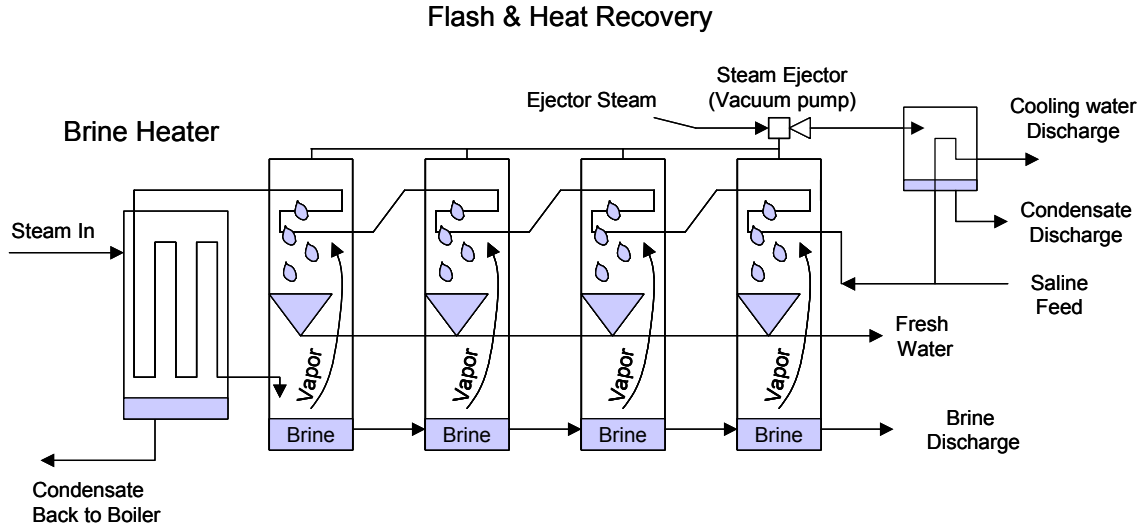 Flash & Heat Recovery
Steam Ejector
(Vacuum pump)
Ejector Steam
Cooling water
Discharge
Brine Heater
Steam In
Condensate
Discharge
Saline
Feed
Fresh
Water
Vapor
Vapor
Vapor
Vapor
Brine
Brine
Brine
Brine
Brine
Discharge
Condensate
Back to Boiler